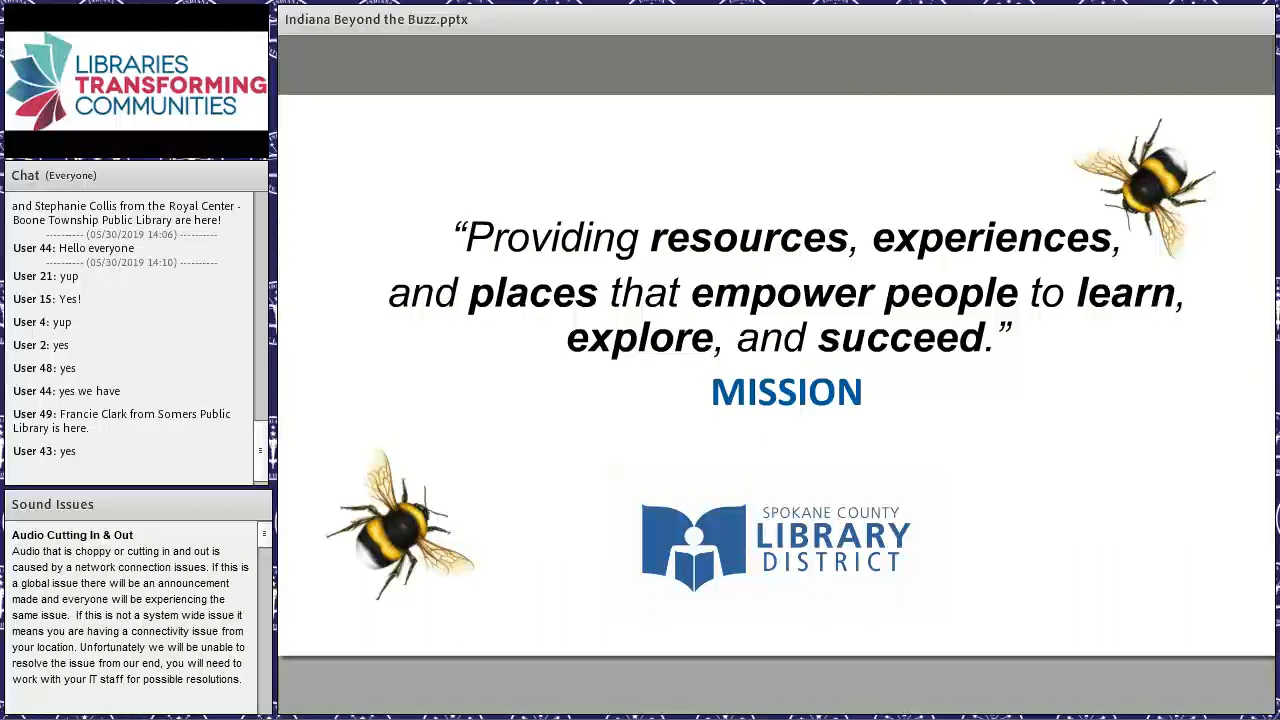 Indiana Beyond the Buzz.pptx
LIBRARIES
TRANSFORMING
COMMUNITIES
Chat (Everyone)
and Stephanie Collis from the Royal Center -
Boone Township Public Library are here!
---------- (05/30/2019 14:06) ----------
User 44: Hello everyone
---------- (05/30/2019 14:10) ----------
User 21: yup
User 15: Yes!
User 4: yup
User 2: yes
User 48: yes
User 44: yes we have
User 49: Francie Clark from Somers Public
Library is here.
User 43: yes
Sound Issues
Audio Cutting In & Out
Audio that is choppy or cutting in and out is
caused by a network connection issues. If this is
a global issue there will be an announcement
made and everyone will be experiencing the
same issue.  If this is not a system wide issue it
means you are having a connectivity issue from
your location. Unfortunately we will be unable to
resolve the issue from our end, you will need to
work with your IT staff for possible resolutions.
“Providing resources, experiences,
and places that empower people to learn,
explore, and succeed.”
MISSION
SPOKANE COUNTY
LIBRARY
DISTRICT